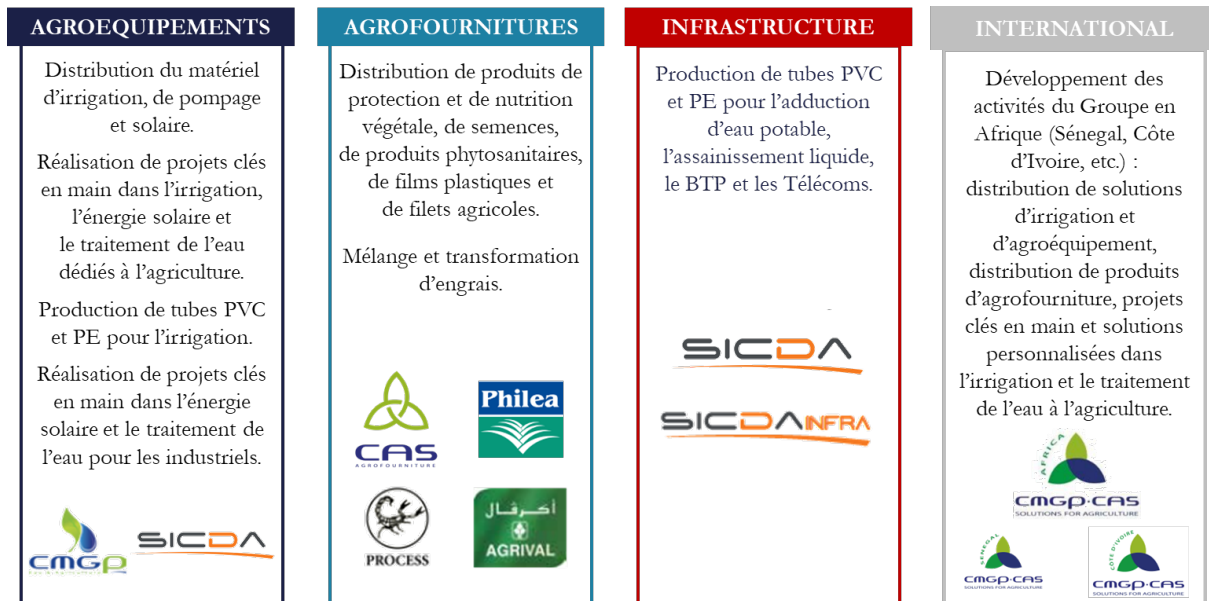 AGROEQUIPEMENTS
Distribution du matériel
d'irrigation, de pompage
et solaire.
Réalisation de projets clés
en main dans l'irrigation,
l'énergie solaire et
le traitement de l'eau
dédiés à l'agriculture.
Production de tubes PVC
et PE pour l'irrigation.
Réalisation de projets clés
en main dans l'énergie
solaire et le traitement de
l'eau pour les industriels.
CMGP
SICDA
AGROFOURNITURES
Distribution de produits de
protection et de nutrition
végétale, de semences,
de produits phytosanitaires,
de films plastiques et
de filets agricoles.
Mélange et transformation
d'engrais.
CAS
AGROFOURNITURE
Philea
PROCESS
أكرڤال
AGRIVAL
INFRASTRUCTURE
Production de tubes PVC
et PE pour l'adduction
d'eau potable,
l'assainissement liquide,
le BTP et les Télécoms.
SICDA
SICDA INFRA
INTERNATIONAL
Développement des
activités du Groupe en
Afrique (Sénegal, Côte
d'Ivoire, etc.) :
distribution de solutions
d'irrigation et
d'agroéquipement,
distribution de produits
d'agrofourniture, projets
clés en main et solutions
personnalisées dans
l'irrigation et le traitement
de l'eau à l'agriculture.
AFRICA
CMGP·CAS
SOLUTIONS FOR AGRICULTURE
SENEGAL
CMGP·CAS
SOLUTIONS FOR AGRICULTURE
CÔTE D'IVOIRE
CMGP·CAS
SOLUTIONS FOR AGRICULTURE